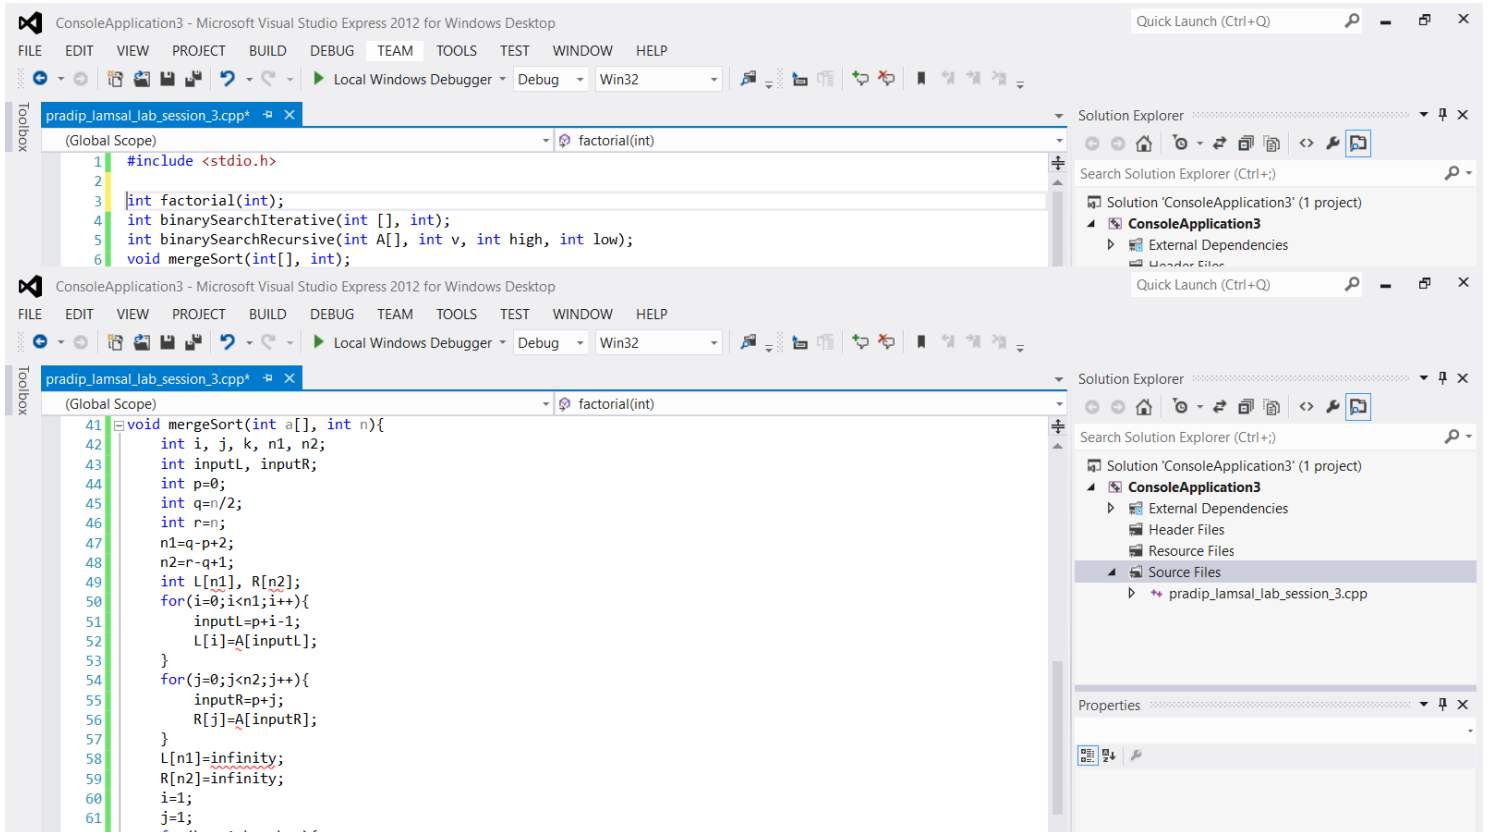 ConsoleApplication3 - Microsoft Visual Studio Express 2012 for Windows Desktop
Quick Launch (Ctrl+Q)
FILE EDIT VIEW PROJECT BUILD DEBUG TEAM TOOLS TEST WINDOW HELP
Local Windows Debugger Debug Win32
Toolbox
pradip_lamsal_lab_session_3.cpp*
(Global Scope) factorial(int)
1 #include <stdio.h>
2
3 int factorial(int);
4 int binarySearchIterative(int [], int);
5 int binarySearchRecursive(int A[], int v, int high, int low);
6 void mergeSort(int[], int);
Solution Explorer
Search Solution Explorer (Ctrl+;)
Solution 'ConsoleApplication3' (1 project)
ConsoleApplication3
External Dependencies
Header Files
ConsoleApplication3 - Microsoft Visual Studio Express 2012 for Windows Desktop
Quick Launch (Ctrl+Q)
FILE EDIT VIEW PROJECT BUILD DEBUG TEAM TOOLS TEST WINDOW HELP
Local Windows Debugger Debug Win32
Toolbox
pradip_lamsal_lab_session_3.cpp*
(Global Scope) factorial(int)
41 void mergeSort(int a[], int n){
42 int i, j, k, n1, n2;
43 int inputL, inputR;
44 int p=0;
45 int q=n/2;
46 int r=n;
47 n1=q-p+2;
48 n2=r-q+1;
49 int L[n1], R[n2];
50 for(i=0;i<n1;i++){
51 inputL=p+i-1;
52 L[i]=A[inputL];
53 }
54 for(j=0;j<n2;j++){
55 inputR=p+j;
56 R[j]=A[inputR];
57 }
58 L[n1]=infinity;
59 R[n2]=infinity;
60 i=1;
61 j=1;
Solution Explorer
Search Solution Explorer (Ctrl+;)
Solution 'ConsoleApplication3' (1 project)
ConsoleApplication3
External Dependencies
Header Files
Resource Files
Source Files
pradip_lamsal_lab_session_3.cpp
Properties